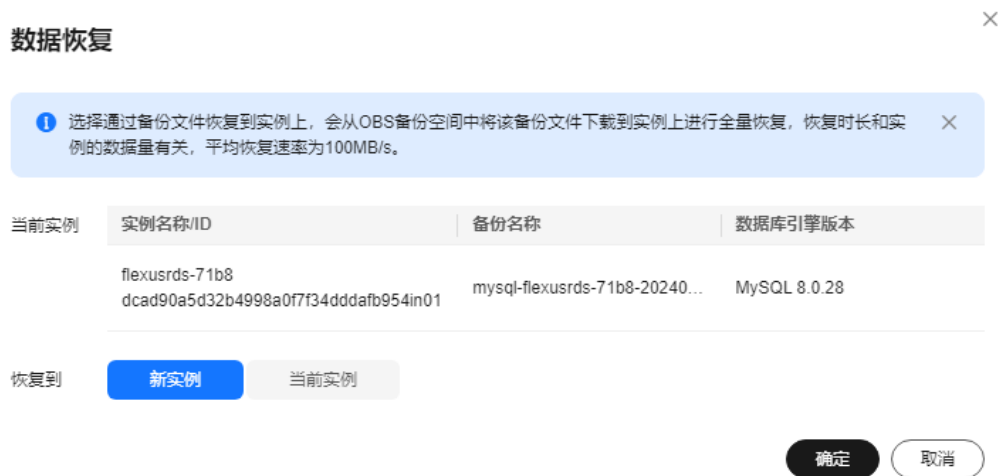 数据恢复
选择通过备份文件恢复到实例上，会从OBS备份空间中将该备份文件下载到实例上进行全量恢复，恢复时长和实
例的数据量有关，平均恢复速率为100MB/s。
当前实例
实例名称/ID 备份名称 数据库引擎版本
flexusrds-71b8
dcad90a5d32b4998a0f7f34dddafb954in01
mysql-flexusrds-71b8-20240... MySQL 8.0.28
恢复到 新实例 当前实例
确定 取消